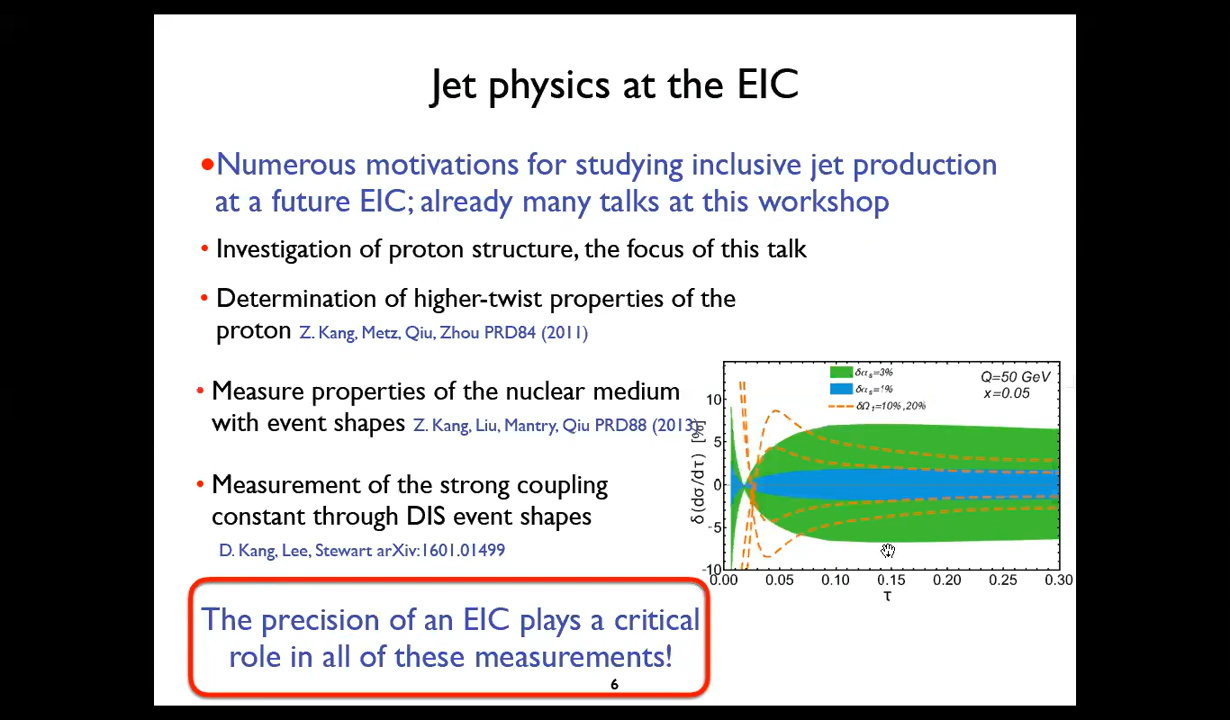 Jet physics at the EIC
•Numerous motivations for studying inclusive jet production
at a future EIC; already many talks at this workshop
• Investigation of proton structure, the focus of this talk
• Determination of higher-twist properties of the
proton Z. Kang, Metz, Qiu, Zhou PRD84 (2011)
• Measure properties of the nuclear medium
with event shapes Z. Kang, Liu, Mantry, Qiu PRD88 (2013)
• Measurement of the strong coupling
constant through DIS event shapes
D. Kang, Lee, Stewart arXiv:1601.01499
δαs=3%
δαs=1%
δΩ1=10%,20%
Q=50 GeV
x=0.05
δ(dσ/dτ) [%]
10
5
0
-5
-10
0.00 0.05 0.10 0.15 0.20 0.25 0.30
τ
The precision of an EIC plays a critical
role in all of these measurements!
6